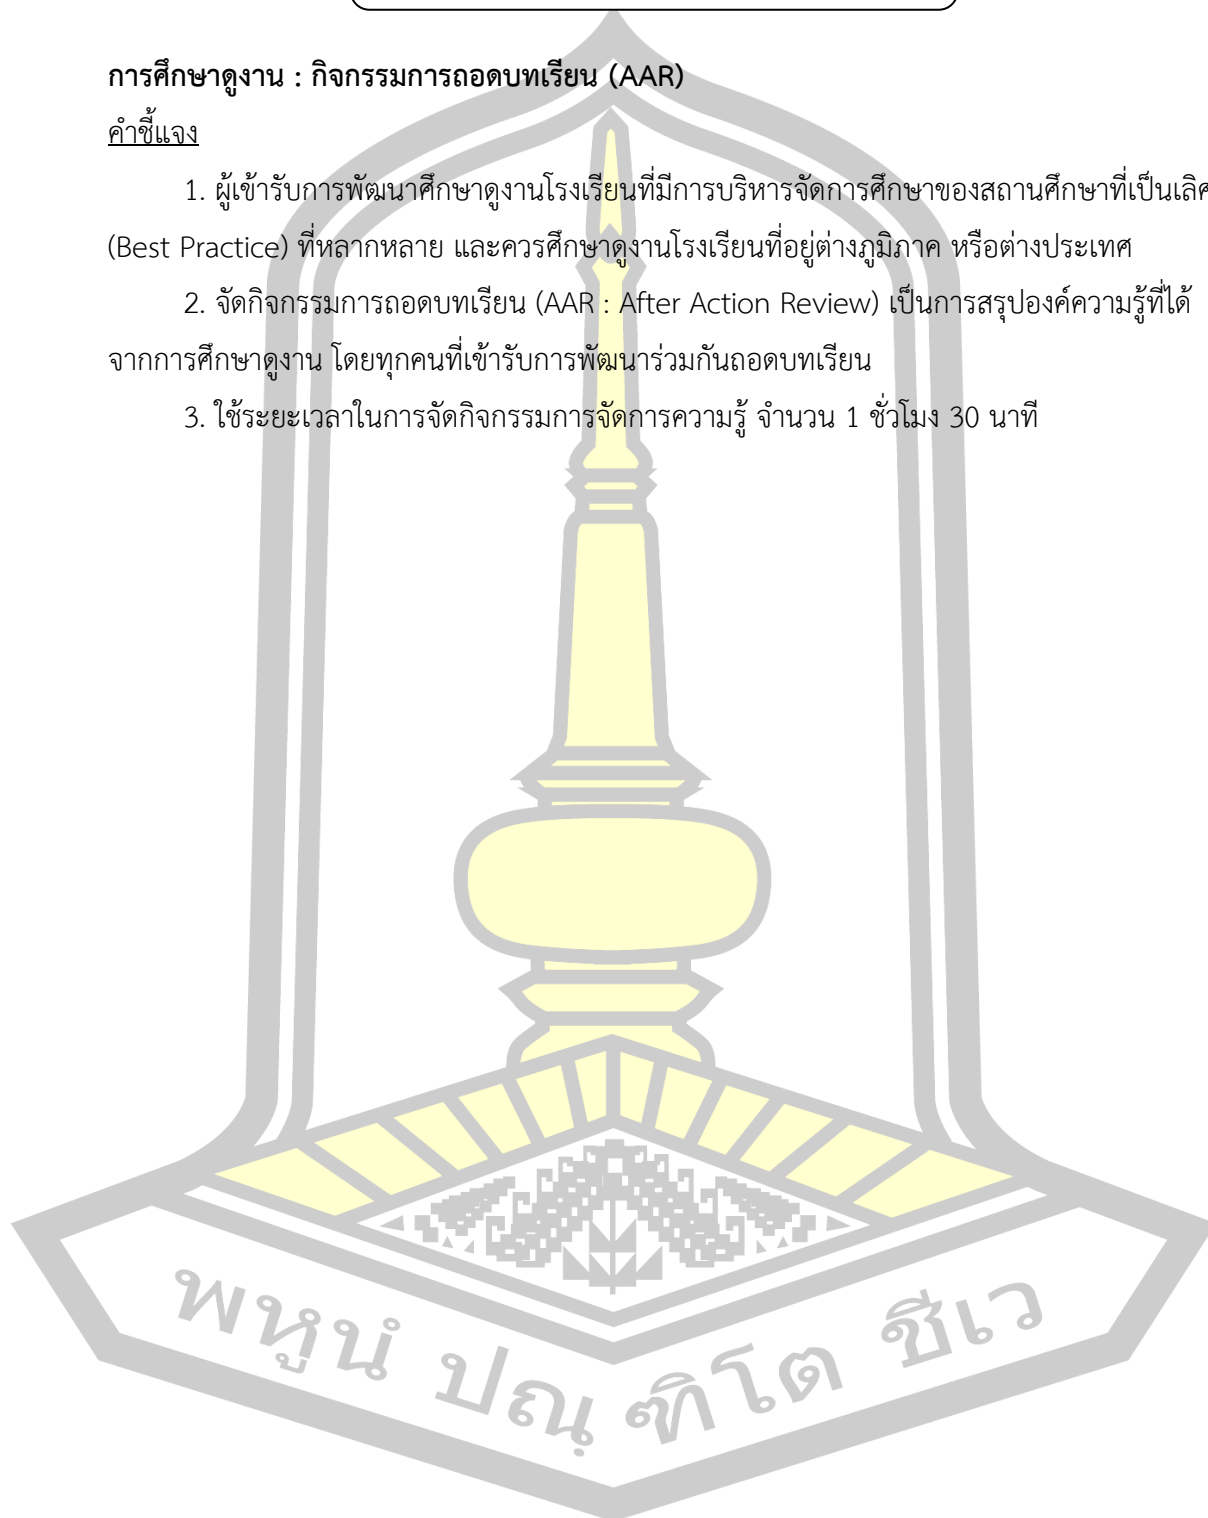 การศึกษาดูงาน : กิจกรรมการถอดบทเรียน (AAR)
คำชี้แจง
1. ผู้เข้ารับการพัฒนาศึกษาดูงานโรงเรียนที่มีการบริหารจัดการศึกษาของสถานศึกษาที่เป็นเลิศ
(Best Practice) ที่หลากหลาย และควรศึกษาดูงานโรงเรียนที่อยู่ต่างภูมิภาค หรือต่างประเทศ
2. จัดกิจกรรมการถอดบทเรียน (AAR : After Action Review) เป็นการสรุปองค์ความรู้ที่ได้
จากการศึกษาดูงาน โดยทุกคนที่เข้ารับการพัฒนาร่วมกันถอดบทเรียน
3. ใช้ระยะเวลาในการจัดกิจกรรมการจัดการความรู้ จำนวน 1 ชั่วโมง 30 นาที
พหูนํ ปณฺฑิโต ชีเว